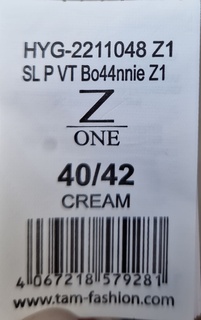 HYG-2211048 Z1
SL P VT Bo44nnie Z1
Z
ONE
40/42
CREAM
4 067218 579281
www.tam-fashion.com